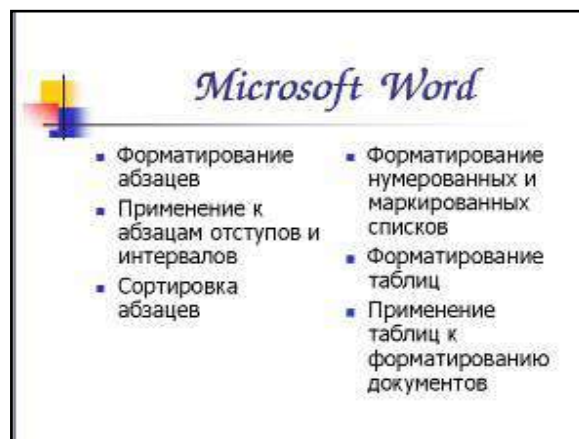 Microsoft Word
Форматирование
абзацев
Применение к
абзацам отступов и
интервалов
Сортировка
абзацев
Форматирование
нумерованных и
маркированных
списков
Форматирование
таблиц
Применение
таблиц к
форматированию
документов